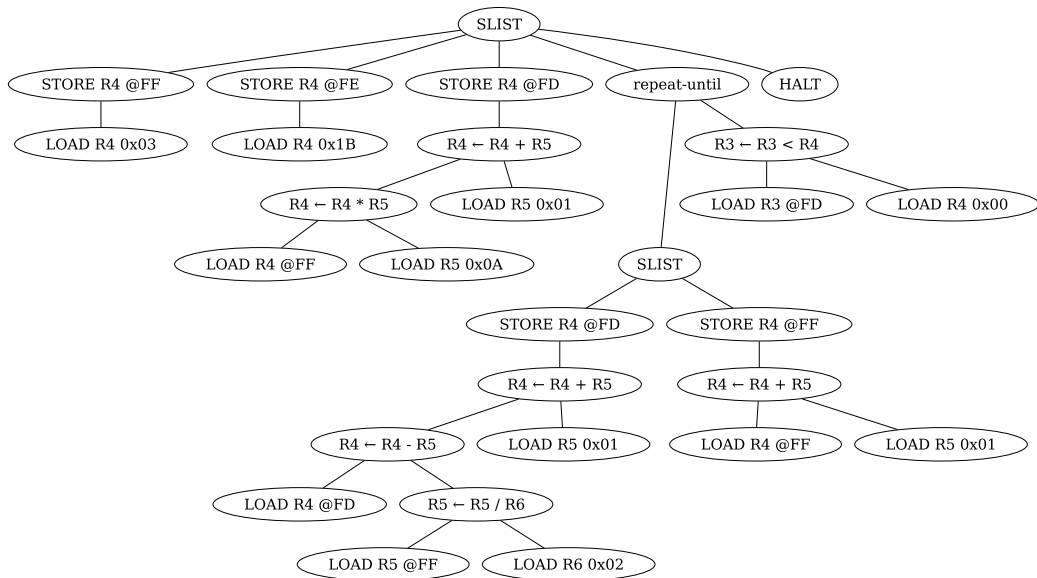 SLIST
STORE R4 @FF
STORE R4 @FE
STORE R4 @FD
repeat-until
HALT
LOAD R4 0x03
LOAD R4 0x1B
R4 ← R4 + R5
R3 ← R3 < R4
R4 ← R4 * R5
LOAD R5 0x01
LOAD R3 @FD
LOAD R4 0x00
LOAD R4 @FF
LOAD R5 0x0A
SLIST
STORE R4 @FD
STORE R4 @FF
R4 ← R4 + R5
R4 ← R4 + R5
R4 ← R4 - R5
LOAD R5 0x01
LOAD R4 @FF
LOAD R5 0x01
LOAD R4 @FD
R5 ← R5 / R6
LOAD R5 @FF
LOAD R6 0x02